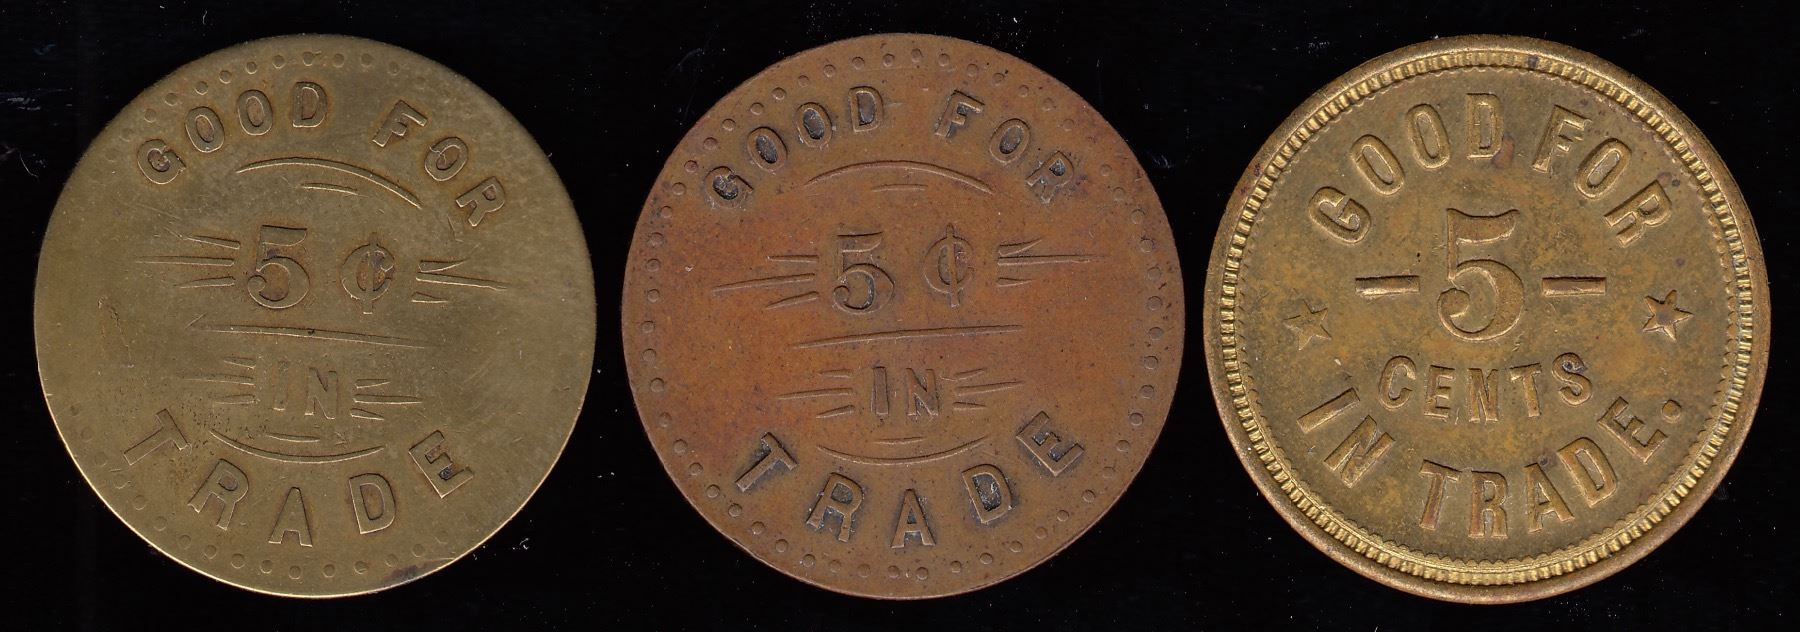 GOOD FOR
5 ¢
IN
TRADE
GOOD FOR
5 ¢
IN
TRADE
GOOD FOR
5
CENTS
IN TRADE.